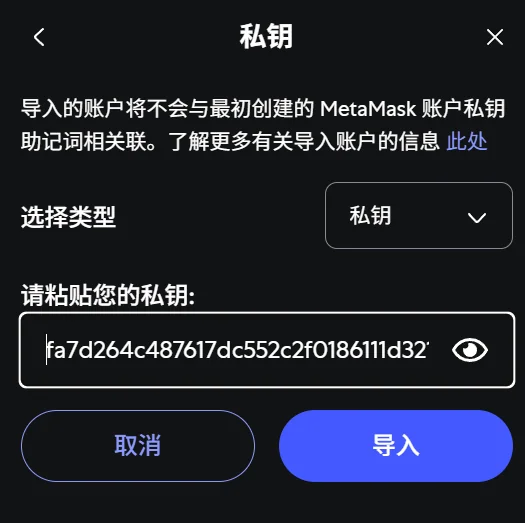 私钥
导入的账户将不会与最初创建的 MetaMask 账户私钥
助记词相关联。了解更多有关导入账户的信息 此处
选择类型
私钥
请粘贴您的私钥:
fa7d264c487617dc552c2f0186111d32
取消
导入